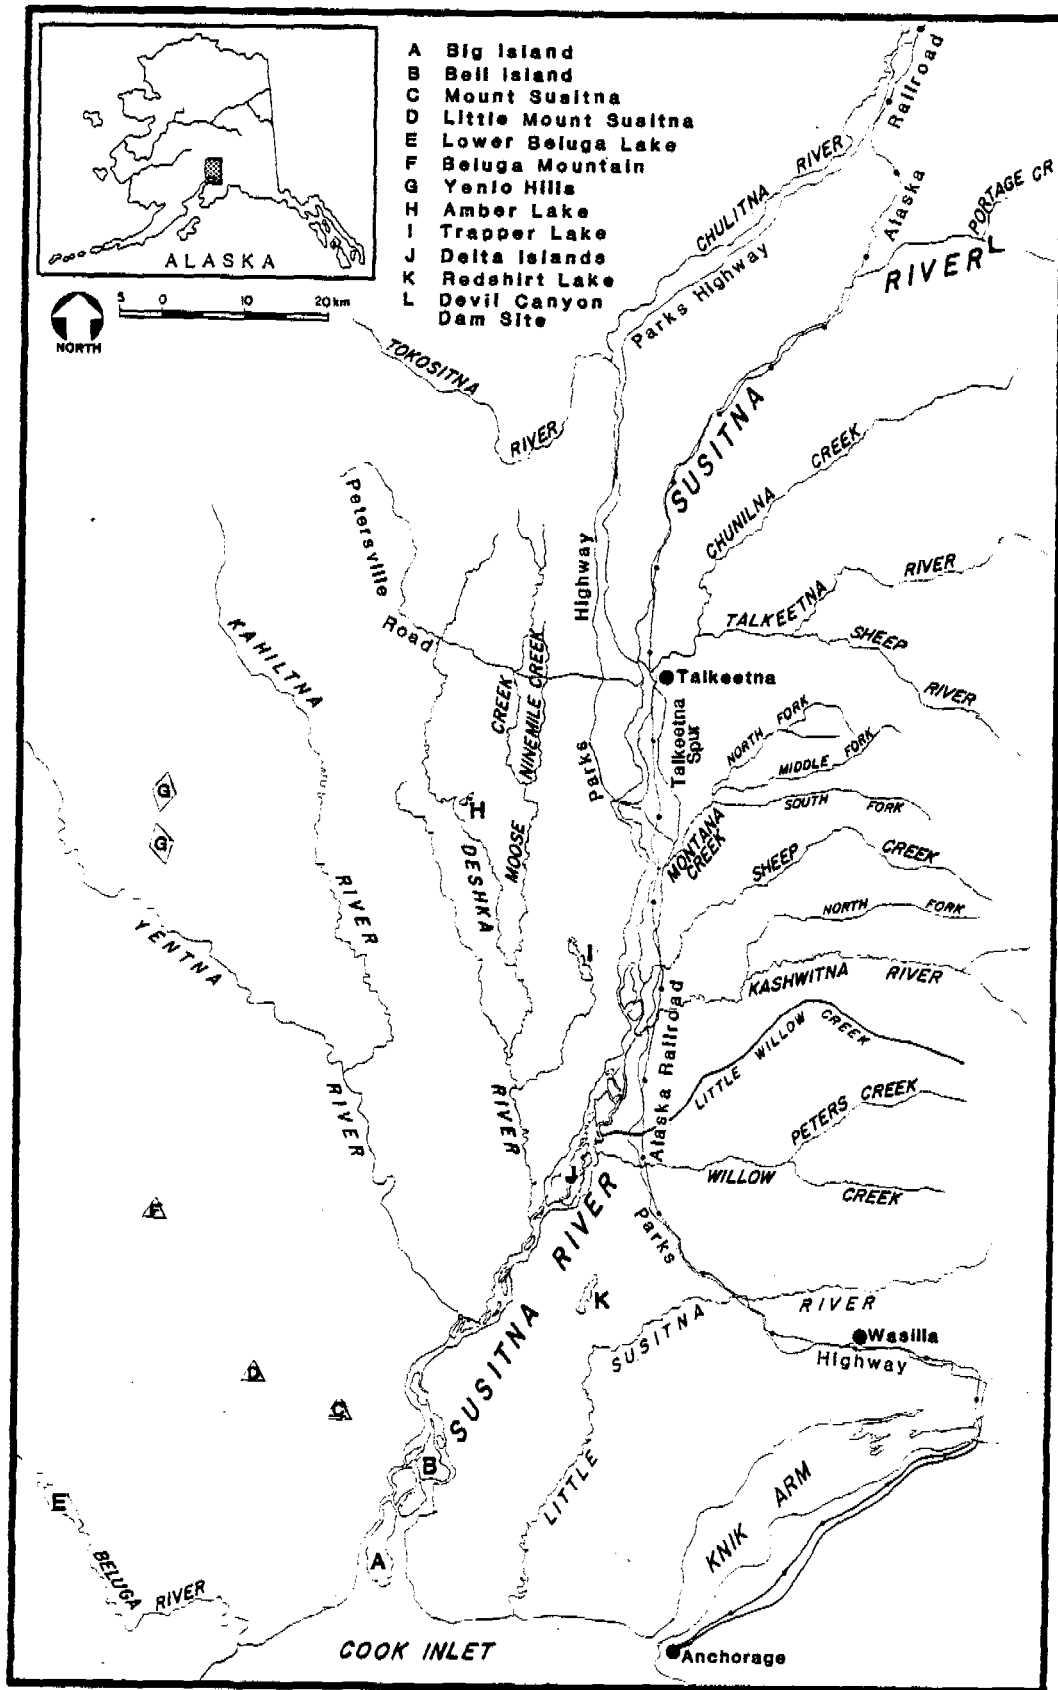 A Big Island
B Bell Island
C Mount Susitna
D Little Mount Susitna
E Lower Beluga Lake
F Beluga Mountain
G Yenlo Hills
H Amber Lake
I Trapper Lake
J Delta Islands
K Redshirt Lake
L Devil Canyon
Dam Site
ALASKA
NORTH
5 0 10 20 km
Railroad
Alaska
CHULITNA RIVER
Parks Highway
PORTAGE CR
L
RIVER
SUSITNA
TOKOSITNA
RIVER
CHUNILNA CREEK
Petersville
Road
Highway
Parks
TALKEETNA RIVER
SHEEP
RIVER
Talkeetna
Talkeetna
Spur
KAHILTNA
RIVER
CREEK
NINEMILE CREEK
MOOSE
NORTH FORK
MIDDLE FORK
SOUTH FORK
MONTANA
CREEK
G
G
H
DESHKA
RIVER
SHEEP CREEK
NORTH FORK
KASHWITNA RIVER
I
YENTNA
RIVER
Alaska Railroad
LITTLE WILLOW CREEK
PETERS CREEK
WILLOW
CREEK
J
Parks
Highway
F
SUSITNA RIVER
K
LITTLE
SUSITNA
RIVER
Wasilla
D
C
B
E
A
BELUGA
RIVER
KNIK ARM
COOK INLET
Anchorage